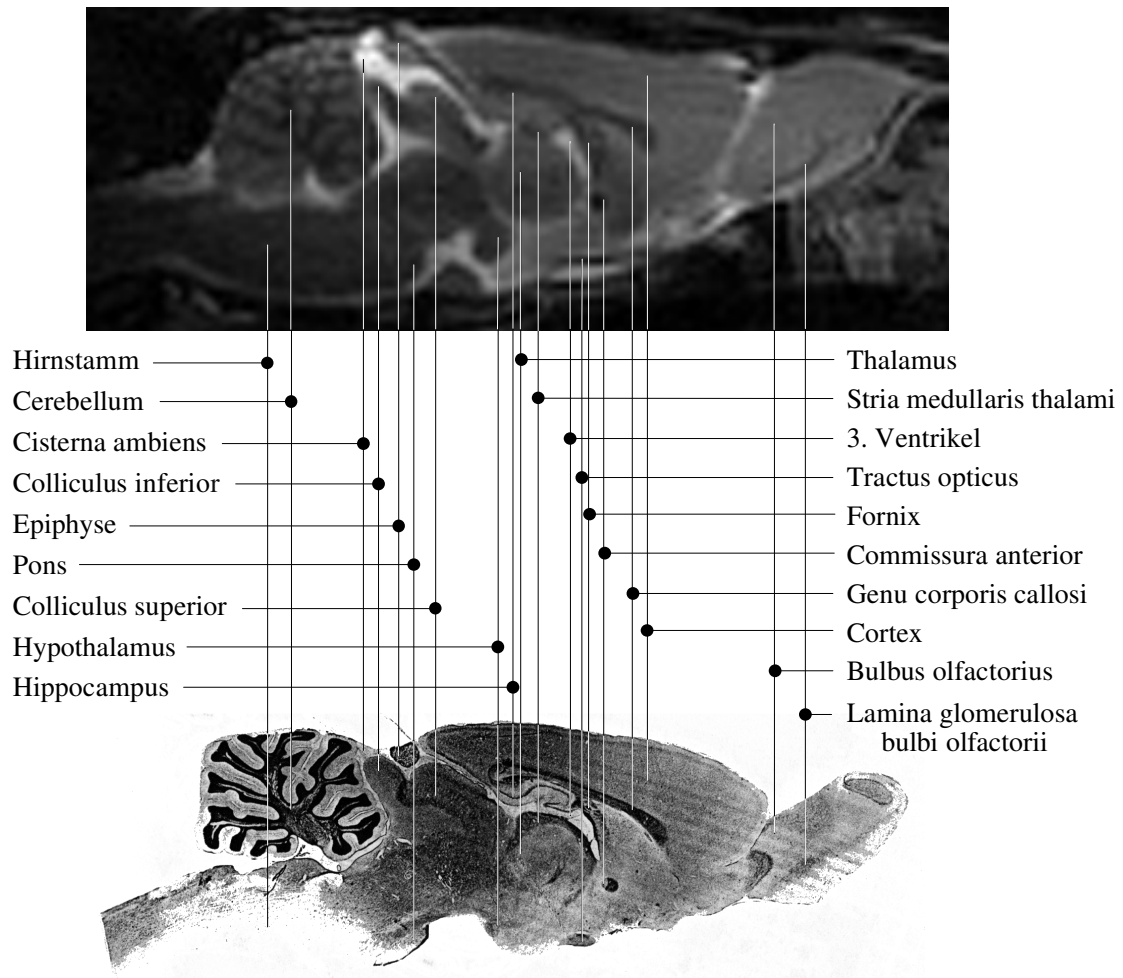 Hirnstamm
Cerebellum
Cisterna ambiens
Colliculus inferior
Epiphyse
Pons
Colliculus superior
Hypothalamus
Hippocampus
Thalamus
Stria medullaris thalami
3. Ventrikel
Tractus opticus
Fornix
Commissura anterior
Genu corporis callosi
Cortex
Bulbus olfactorius
Lamina glomerulosa
bulbi olfactorii